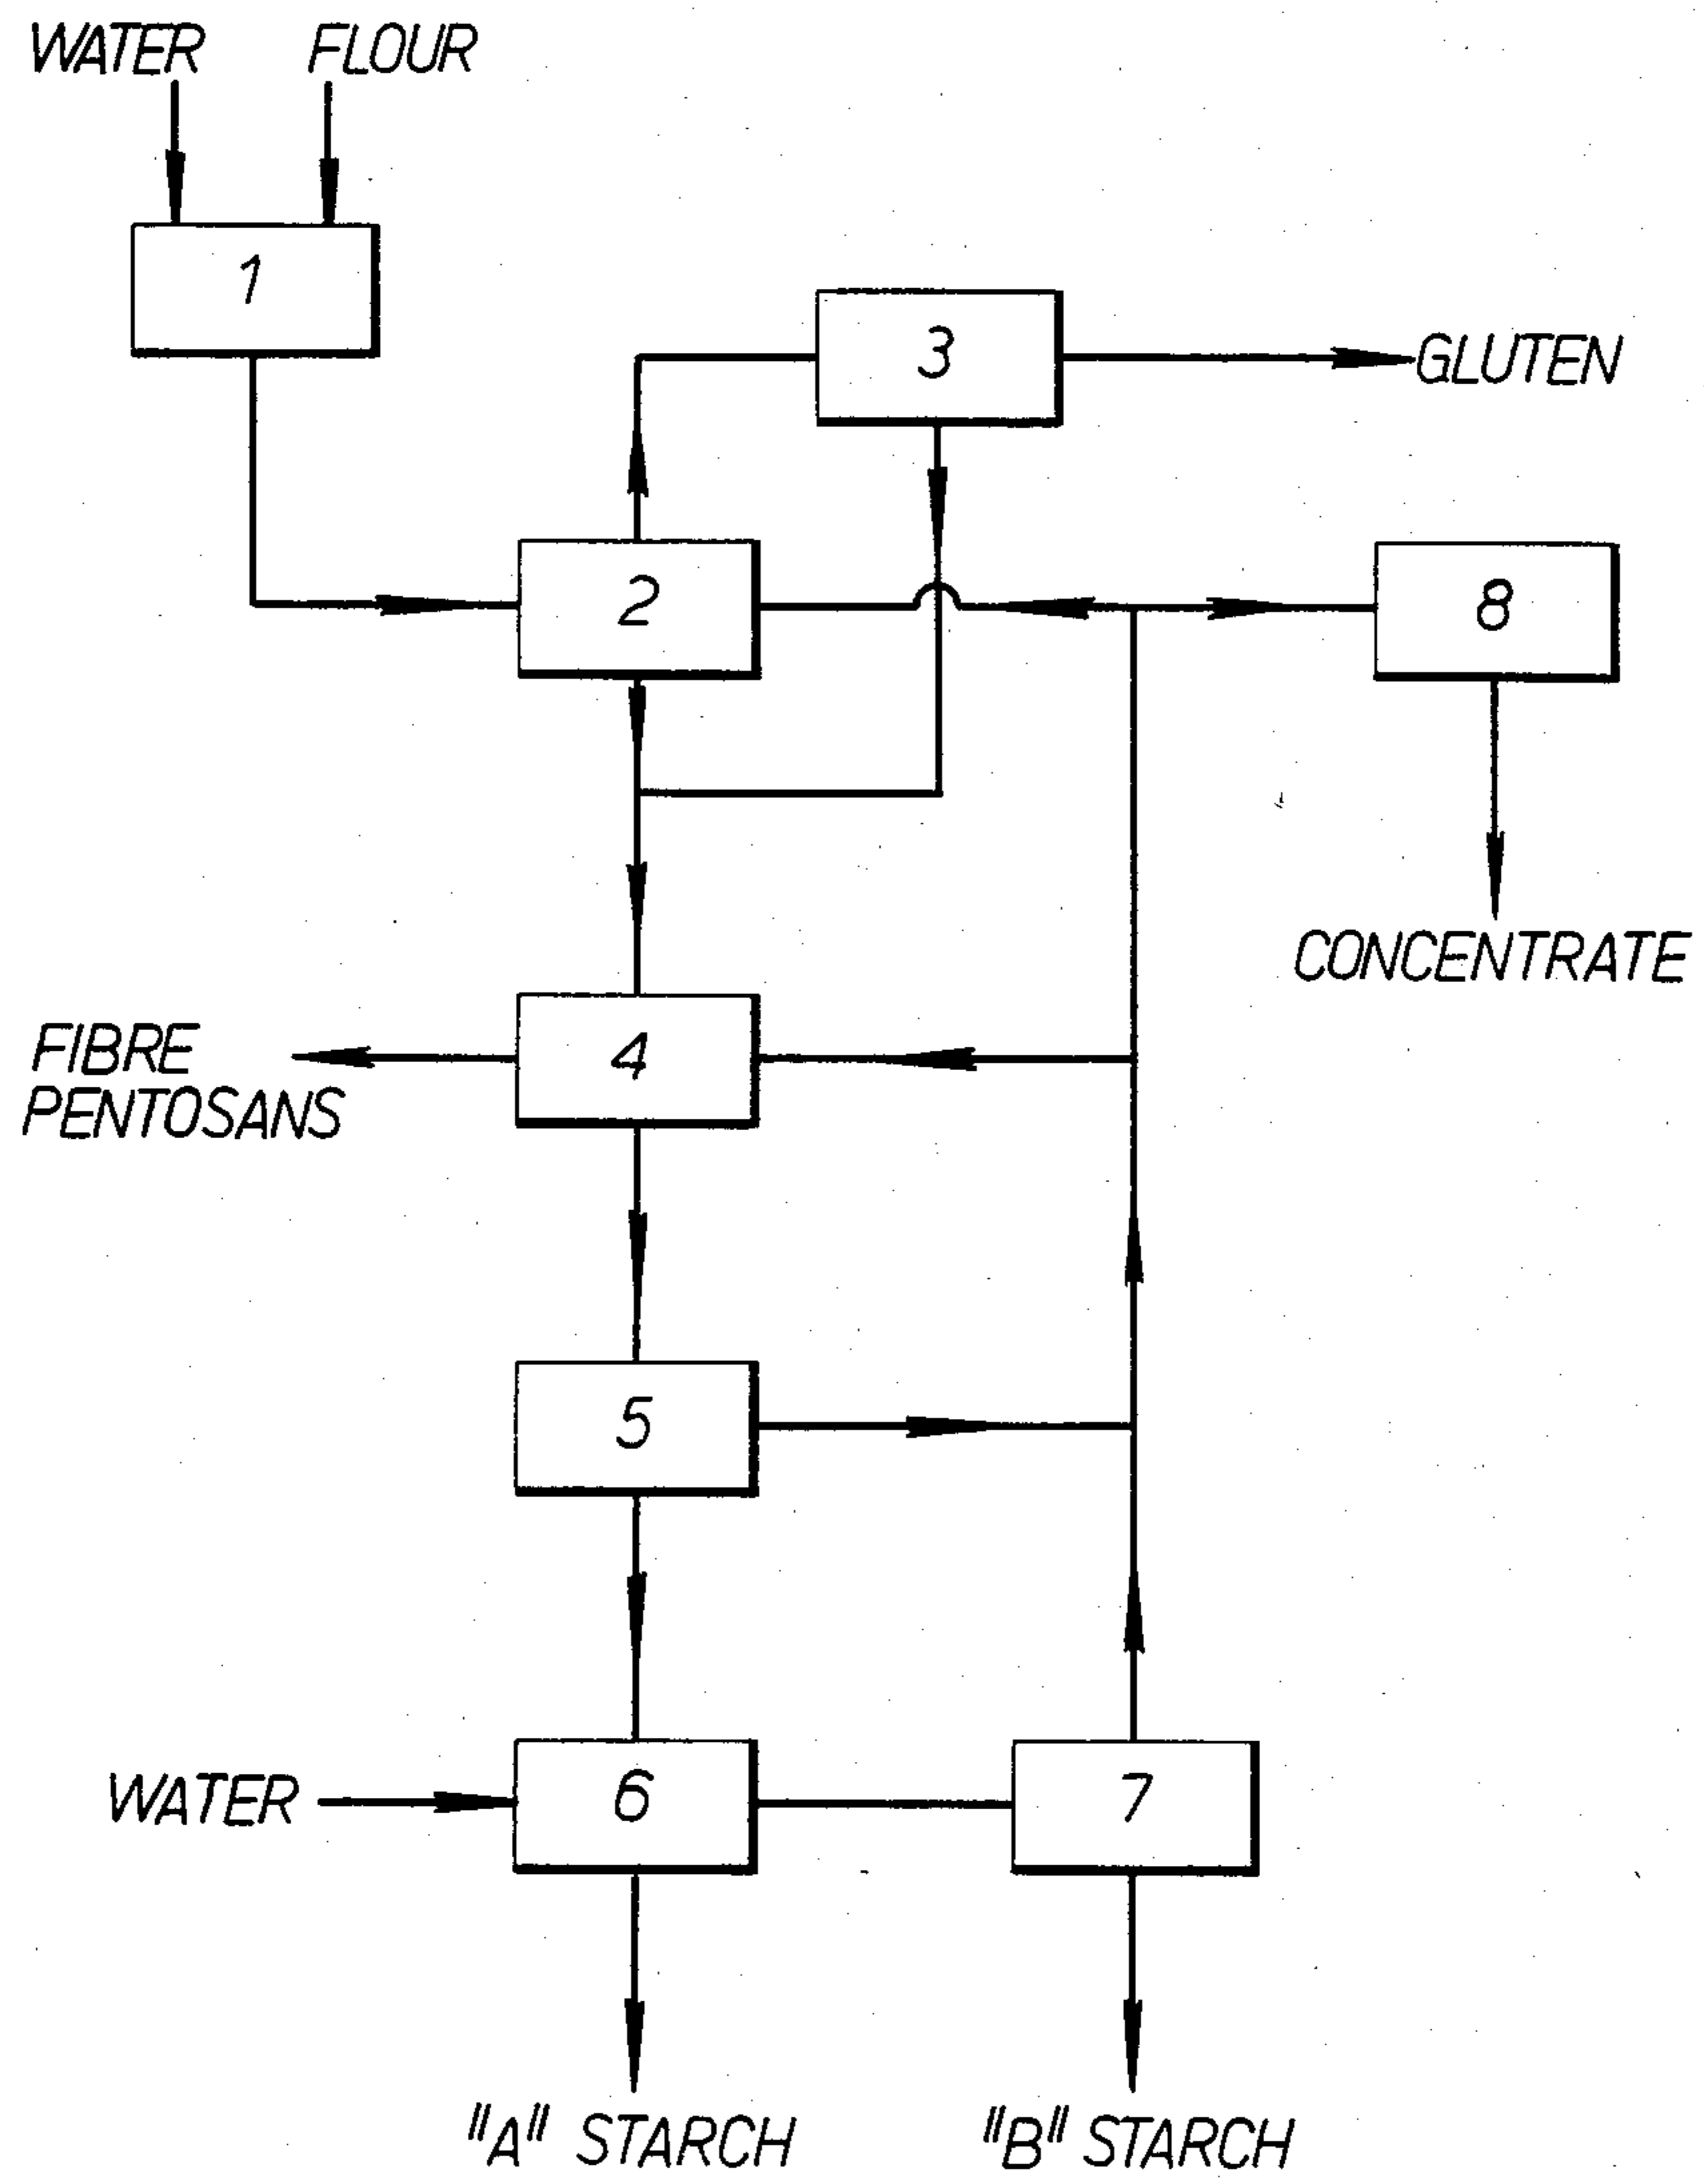 WATER FLOUR
1
3
GLUTEN
2
8
CONCENTRATE
FIBRE
PENTOSANS
4
5
WATER
6
7
"A" STARCH
"B" STARCH